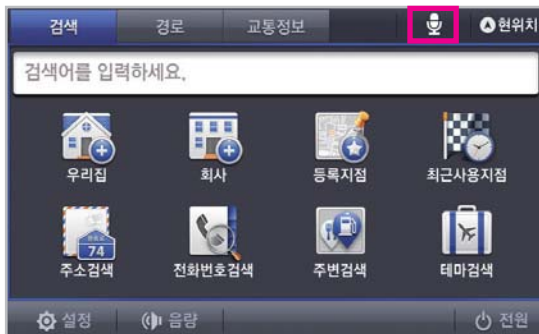 검색 경로 교통정보 현위치
검색어를 입력하세요.
우리집 회사 등록지점 최근사용지점
74
주소검색 전화번호검색 주변검색 테마검색
설정 음량 전원